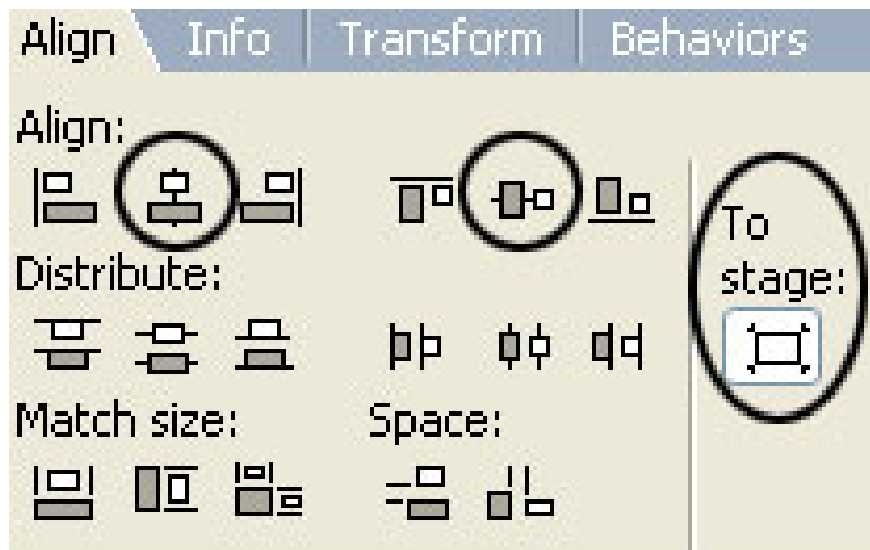 Align Info Transform Behaviors
Align:
To
stage:
Distribute:
Match size: Space: